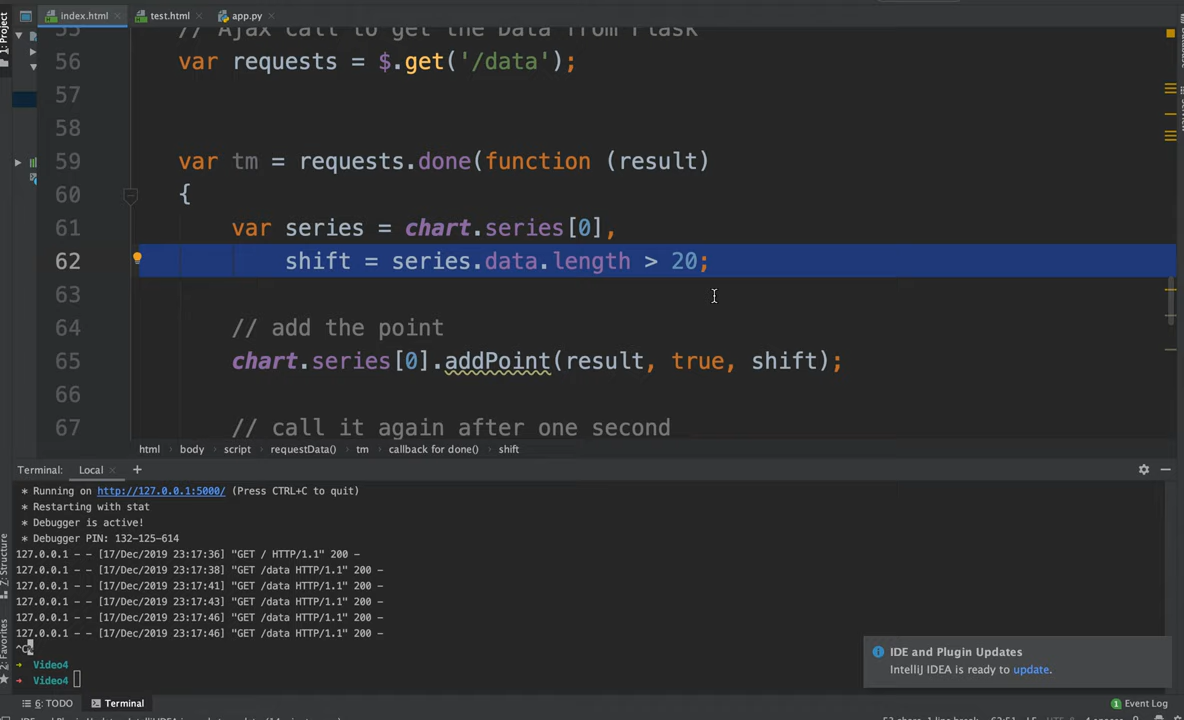 index.html
test.html
app.py
1: Project
55 // Ajax call to get the Data from Flask
56 var requests = $.get('/data');
57
58
59 var tm = requests.done(function (result)
60 {
61 var series = chart.series[0],
62 shift = series.data.length > 20;
63
64 // add the point
65 chart.series[0].addPoint(result, true, shift);
66
67 // call it again after one second
html body script requestData() tm callback for done() shift
Terminal: Local +
* Running on http://127.0.0.1:5000/ (Press CTRL+C to quit)
* Restarting with stat
* Debugger is active!
* Debugger PIN: 132-125-614
127.0.0.1 - - [17/Dec/2019 23:17:36] "GET / HTTP/1.1" 200 -
127.0.0.1 - - [17/Dec/2019 23:17:38] "GET /data HTTP/1.1" 200 -
127.0.0.1 - - [17/Dec/2019 23:17:41] "GET /data HTTP/1.1" 200 -
127.0.0.1 - - [17/Dec/2019 23:17:43] "GET /data HTTP/1.1" 200 -
127.0.0.1 - - [17/Dec/2019 23:17:46] "GET /data HTTP/1.1" 200 -
127.0.0.1 - - [17/Dec/2019 23:17:46] "GET /data HTTP/1.1" 200 -
^C
→ Video4
→ Video4
7: Structure
2: Favorites
IDE and Plugin Updates
IntelliJ IDEA is ready to update.
6: TODO
Terminal
1 Event Log